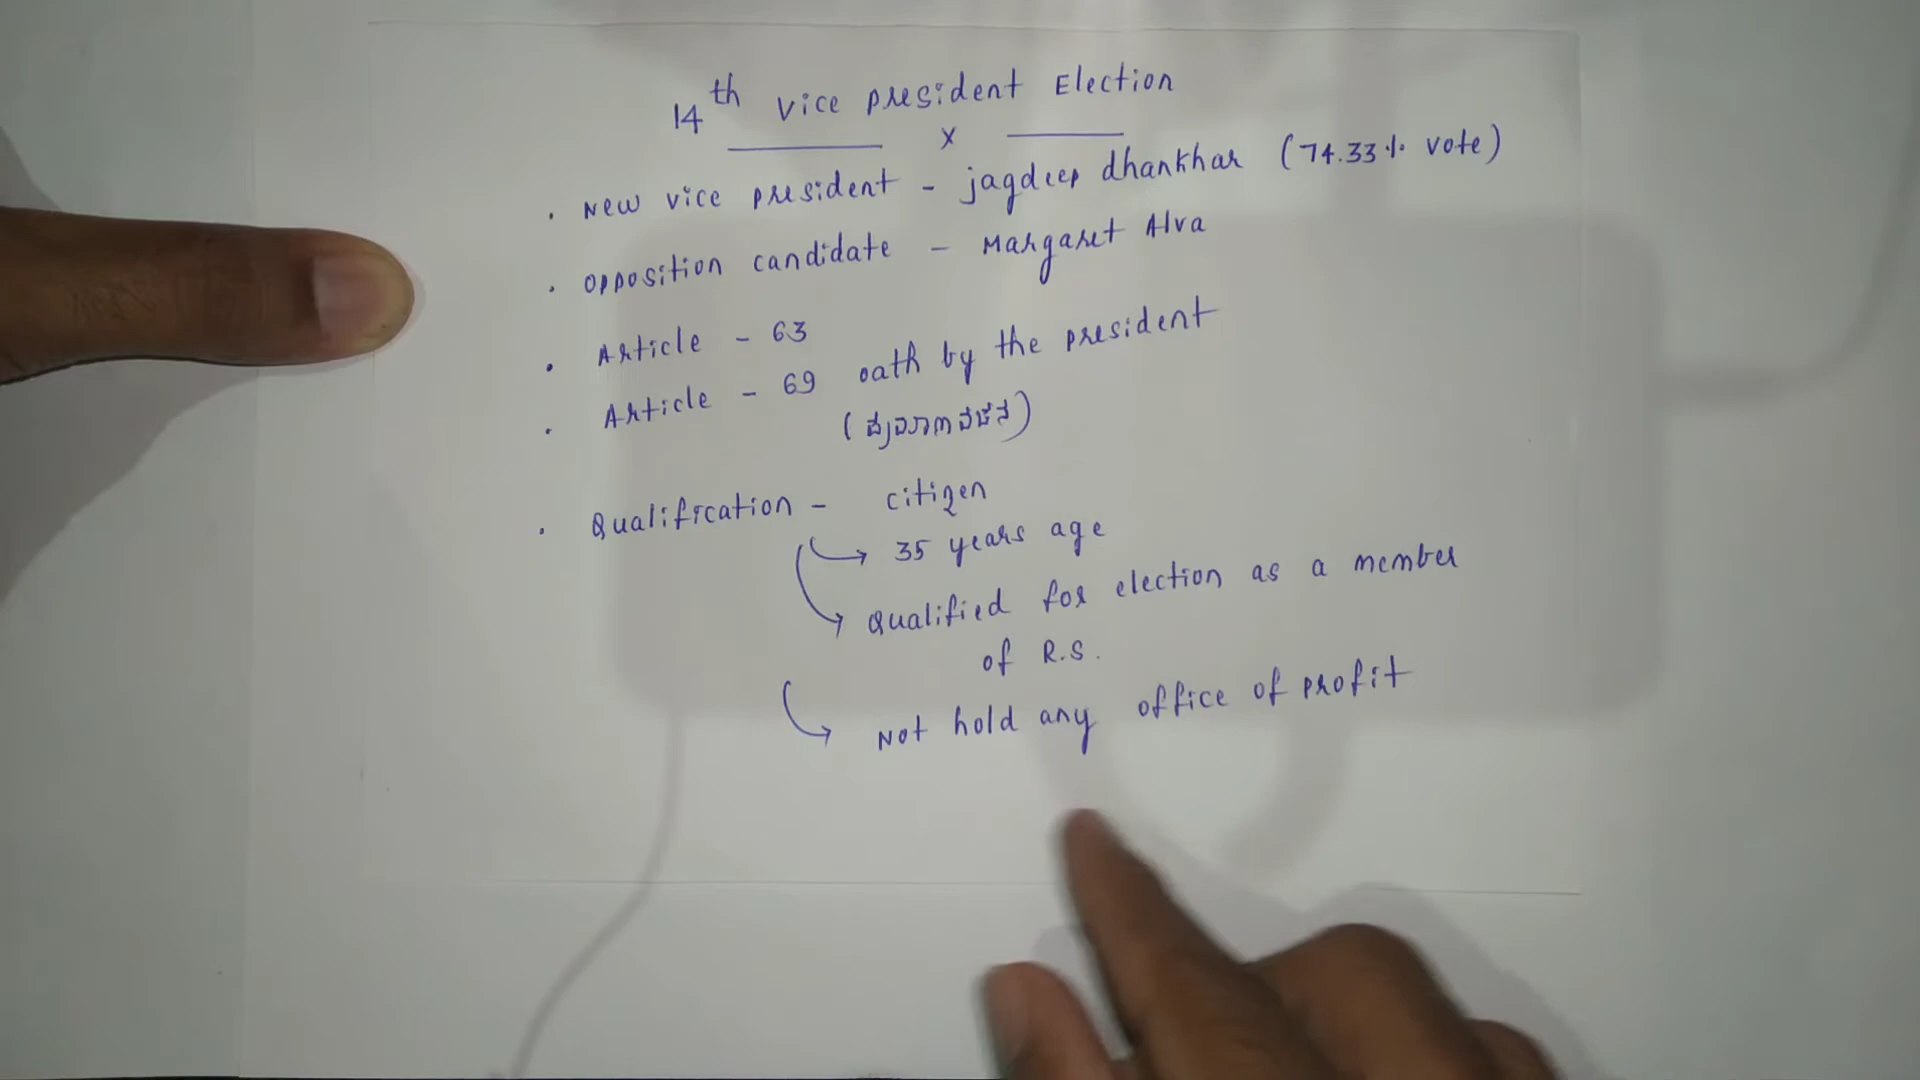 14th Vice president Election
x
• New vice president - jagdeep dhankhar (74.33% vote)
• opposition candidate - Margaret Alva
• Article - 63
• Article - 69 oath by the president
(ಪ್ರಮಾಣವಚನ)
• Qualification - citizen
→ 35 years age
→ Qualified for election as a member
of R.S.
→ Not hold any office of profit